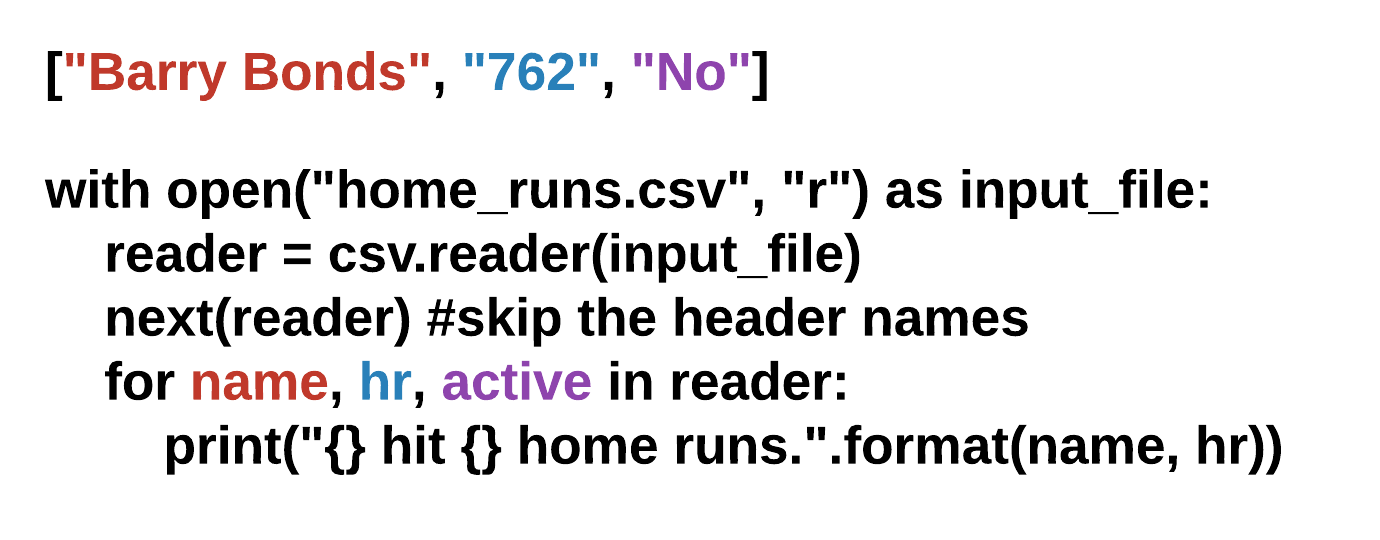 ["Barry Bonds", "762", "No"]
with open("home_runs.csv", "r") as input_file:
reader = csv.reader(input_file)
next(reader) #skip the header names
for name, hr, active in reader:
print("{} hit {} home runs.".format(name, hr))